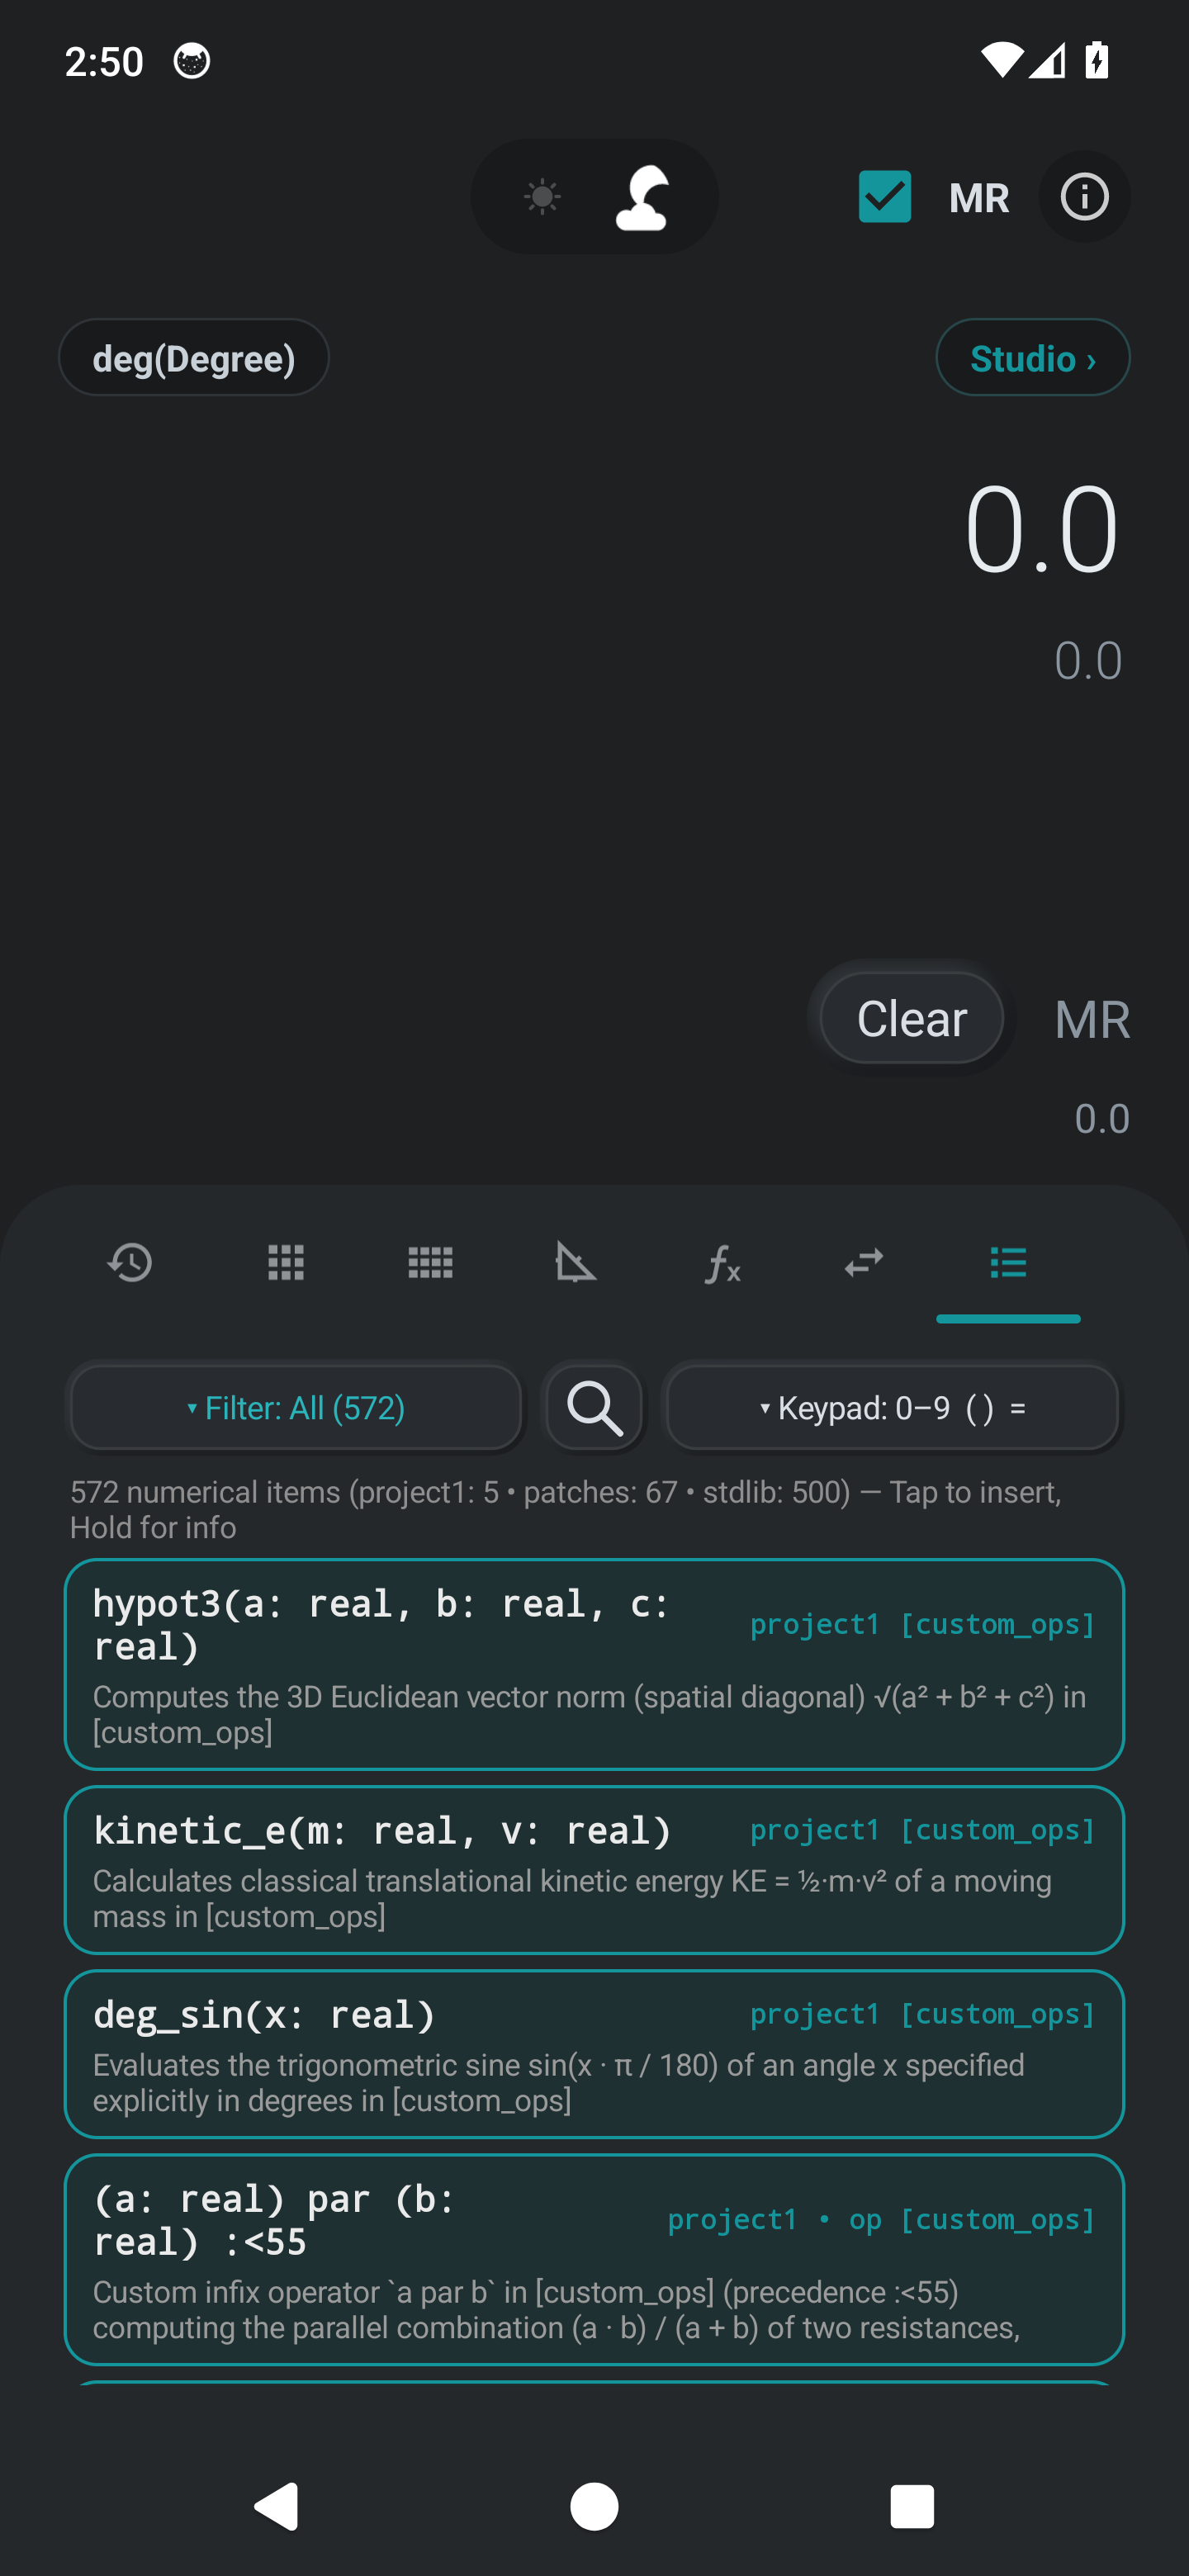 2:50
MR
deg(Degree)
Studio ›
0.0
0.0
Clear
MR
0.0
fx
▾ Filter: All (572)
▾ Keypad: 0–9 ( ) =
572 numerical items (project1: 5 • patches: 67 • stdlib: 500) — Tap to insert,
Hold for info
hypot3(a: real, b: real, c:
real)
project1 [custom_ops]
Computes the 3D Euclidean vector norm (spatial diagonal) √(a² + b² + c²) in
[custom_ops]
kinetic_e(m: real, v: real)
project1 [custom_ops]
Calculates classical translational kinetic energy KE = ½·m·v² of a moving
mass in [custom_ops]
deg_sin(x: real)
project1 [custom_ops]
Evaluates the trigonometric sine sin(x · π / 180) of an angle x specified
explicitly in degrees in [custom_ops]
(a: real) par (b:
real) :<55
project1 • op [custom_ops]
Custom infix operator `a par b` in [custom_ops] (precedence :<55)
computing the parallel combination (a · b) / (a + b) of two resistances,